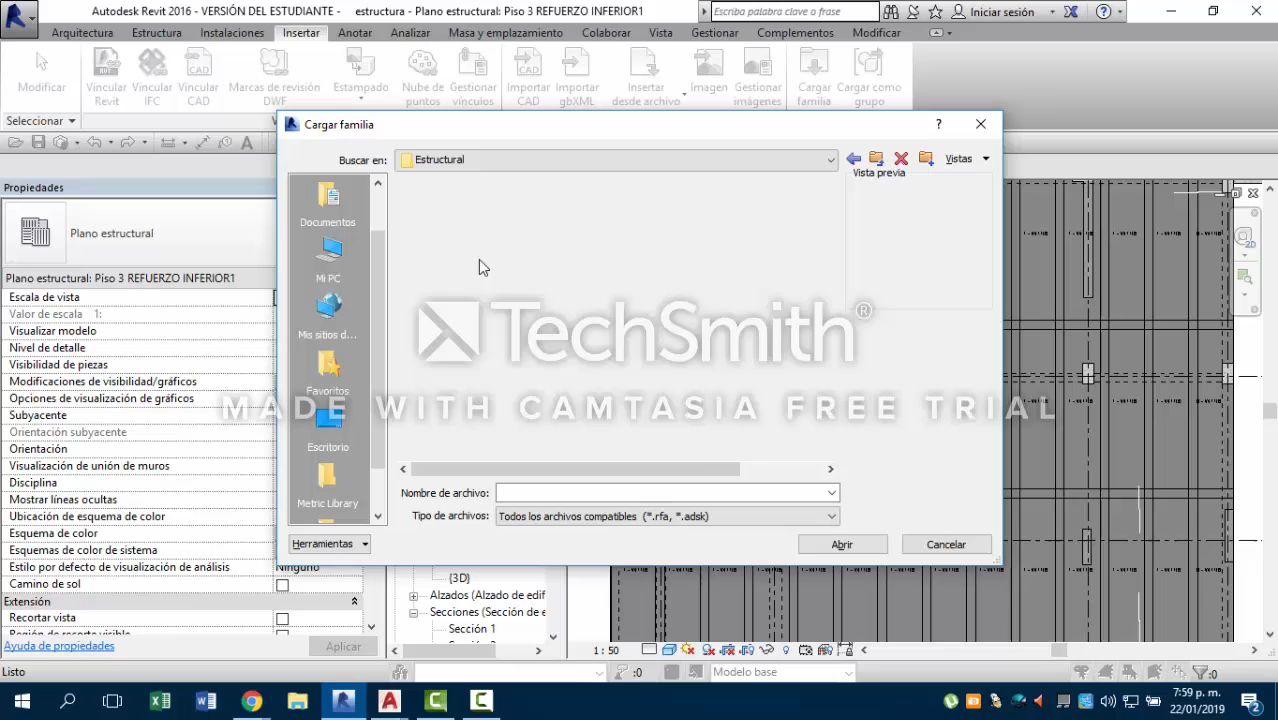 Autodesk Revit 2016 - VERSIÓN DEL ESTUDIANTE - estructura - Plano estructural: Piso 3 REFUERZO INFERIOR1
Escriba palabra clave o frase
Iniciar sesión
Arquitectura Estructura Instalaciones Insertar Anotar Analizar Masa y emplazamiento Colaborar Vista Gestionar Complementos Modificar
Modificar
Vincular Revit
Vincular IFC
Vincular CAD
Marcas de revisión DWF
Estampado
Nube de puntos
Gestionar vínculos
Importar CAD
Importar gbXML
Insertar desde archivo
Imagen
Gestionar imágenes
Cargar familia
Cargar como grupo
Seleccionar
Cargar familia
Buscar en:
Estructural
Vistas
Vista previa
Documentos
Mi PC
Mis sitios d...
Favoritos
Escritorio
Metric Library
Nombre de archivo:
Tipo de archivos:
Todos los archivos compatibles (*.rfa, *.adsk)
Herramientas
Abrir
Cancelar
Propiedades
Plano estructural
Plano estructural: Piso 3 REFUERZO INFERIOR1
Escala de vista
Valor de escala 1:
Visualizar modelo
Nivel de detalle
Visibilidad de piezas
Modificaciones de visibilidad/gráficos
Opciones de visualización de gráficos
Subyacente
Orientación subyacente
Orientación
Visualización de unión de muros
Disciplina
Mostrar líneas ocultas
Ubicación de esquema de color
Esquema de color
Esquemas de color de sistema
Estilo por defecto de visualización de análisis Ninguno
Camino de sol
Extensión
Recortar vista
Región de recorte visible
Ayuda de propiedades
Aplicar
{3D}
Alzados (Alzado de edif
Secciones (Sección de e
Sección 1
TechSmith®
MADE WITH CAMTASIA FREE TRIAL
1 : 50
Listo
:0
Modelo base
:0
7:59 p. m.
22/01/2019
2